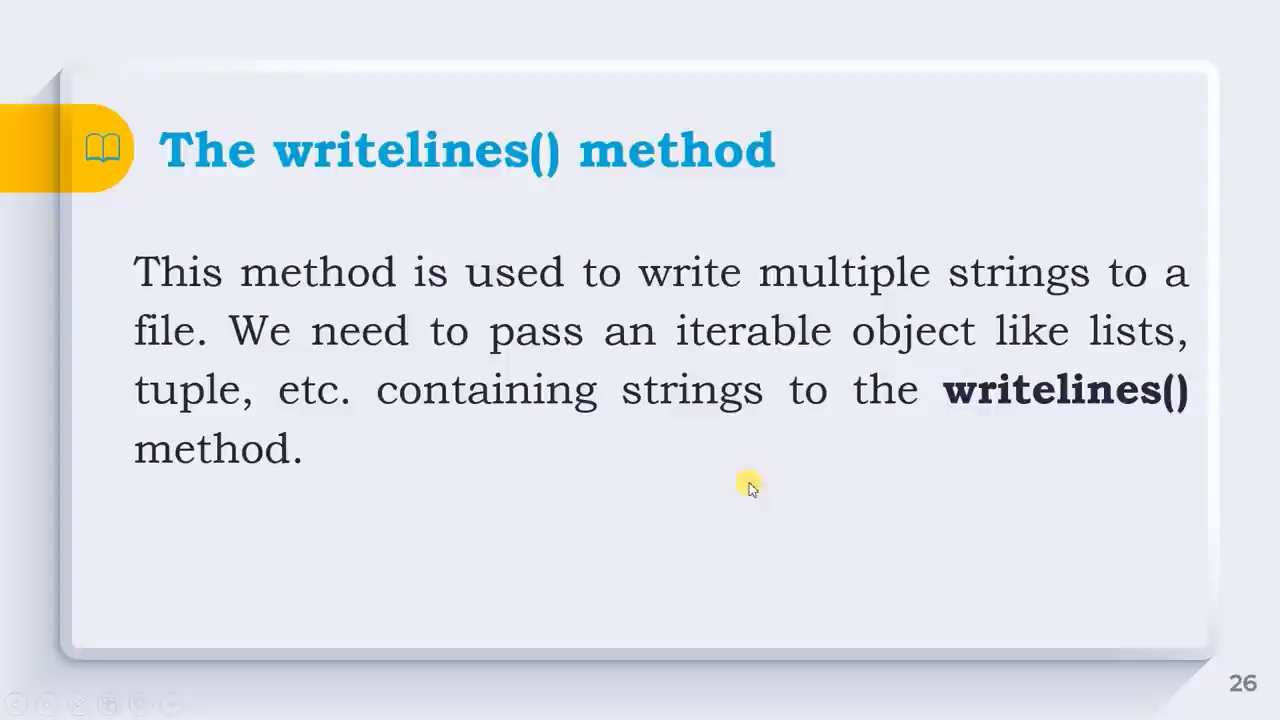 The writelines() method
This method is used to write multiple strings to a
file. We need to pass an iterable object like lists,
tuple, etc. containing strings to the writelines()
method.
26